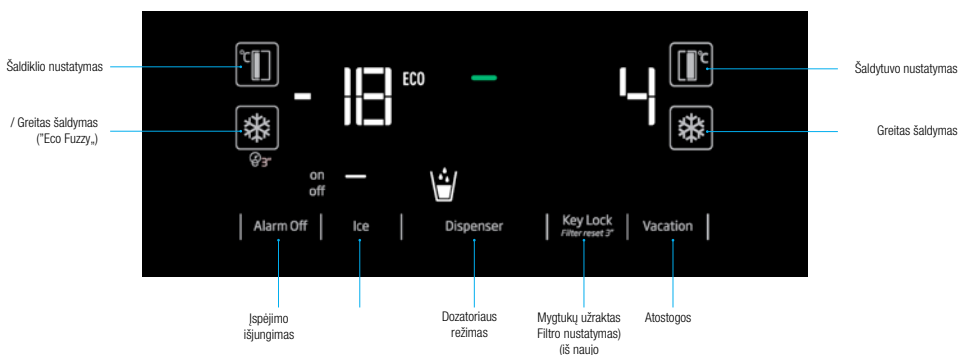 Šaldiklio nustatymas
/ Greitas šaldymas
("Eco Fuzzy„)
°C
- 18
ECO
4
°C
Šaldytuvo nustatymas
Greitas šaldymas
3"
on
off
Alarm Off
Ice
Dispenser
Key Lock
Filter reset 3"
Vacation
Įspėjimo
išjungimas
Dozatoriaus
režimas
Mygtukų užraktas
Filtro nustatymas)
(iš naujo
Atostogos